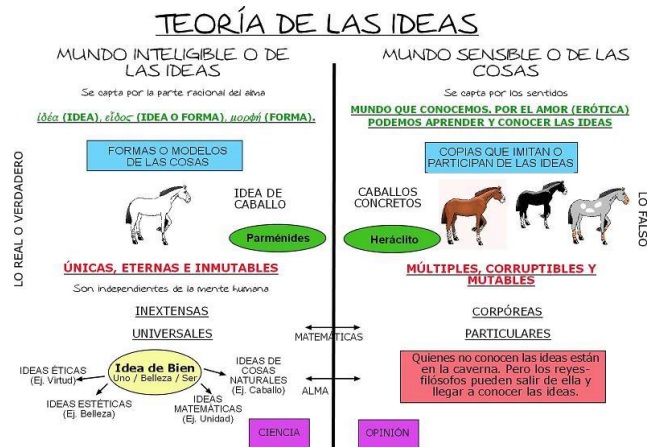 TEORÍA DE LAS IDEAS
MUNDO INTELIGIBLE O DE
LAS IDEAS
Se capta por la parte racional del alma
ἰδέα (IDEA), εἶδος (IDEA O FORMA), μορφή (FORMA).
FORMAS O MODELOS
DE LAS COSAS
IDEA DE
CABALLO
Parménides
LO REAL O VERDADERO
ÚNICAS, ETERNAS E INMUTABLES
Son independientes de la mente humana
INEXTENSAS
UNIVERSALES
Idea de Bien
Uno / Belleza / Ser
IDEAS ÉTICAS
(Ej. Virtud)
IDEAS ESTÉTICAS
(Ej. Belleza)
IDEAS
MATEMÁTICAS
(Ej. Unidad)
IDEAS DE
COSAS
NATURALES
(Ej. Caballo)
CIENCIA
MATEMÁTICAS
ALMA
MUNDO SENSIBLE O DE LAS
COSAS
Se capta por los sentidos
MUNDO QUE CONOCEMOS. POR EL AMOR (ERÓTICA)
PODEMOS APRENDER Y CONOCER LAS IDEAS
COPIAS QUE IMITAN O
PARTICIPAN DE LAS IDEAS
CABALLOS
CONCRETOS
Heráclito
LO FALSO
MÚLTIPLES, CORRUPTIBLES Y
MUTABLES
CORPÓREAS
PARTICULARES
Quienes no conocen las ideas están
en la caverna. Pero los reyes-
filósofos pueden salir de ella y
llegar a conocer las ideas.
OPINIÓN